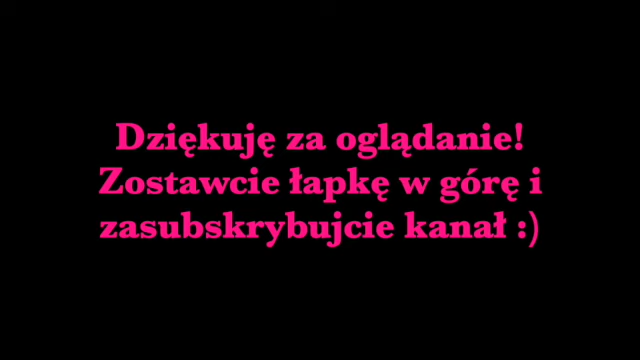 Dziękuję za oglądanie!
Zostawcie łapkę w górę i
zasubskrybujcie kanał :)